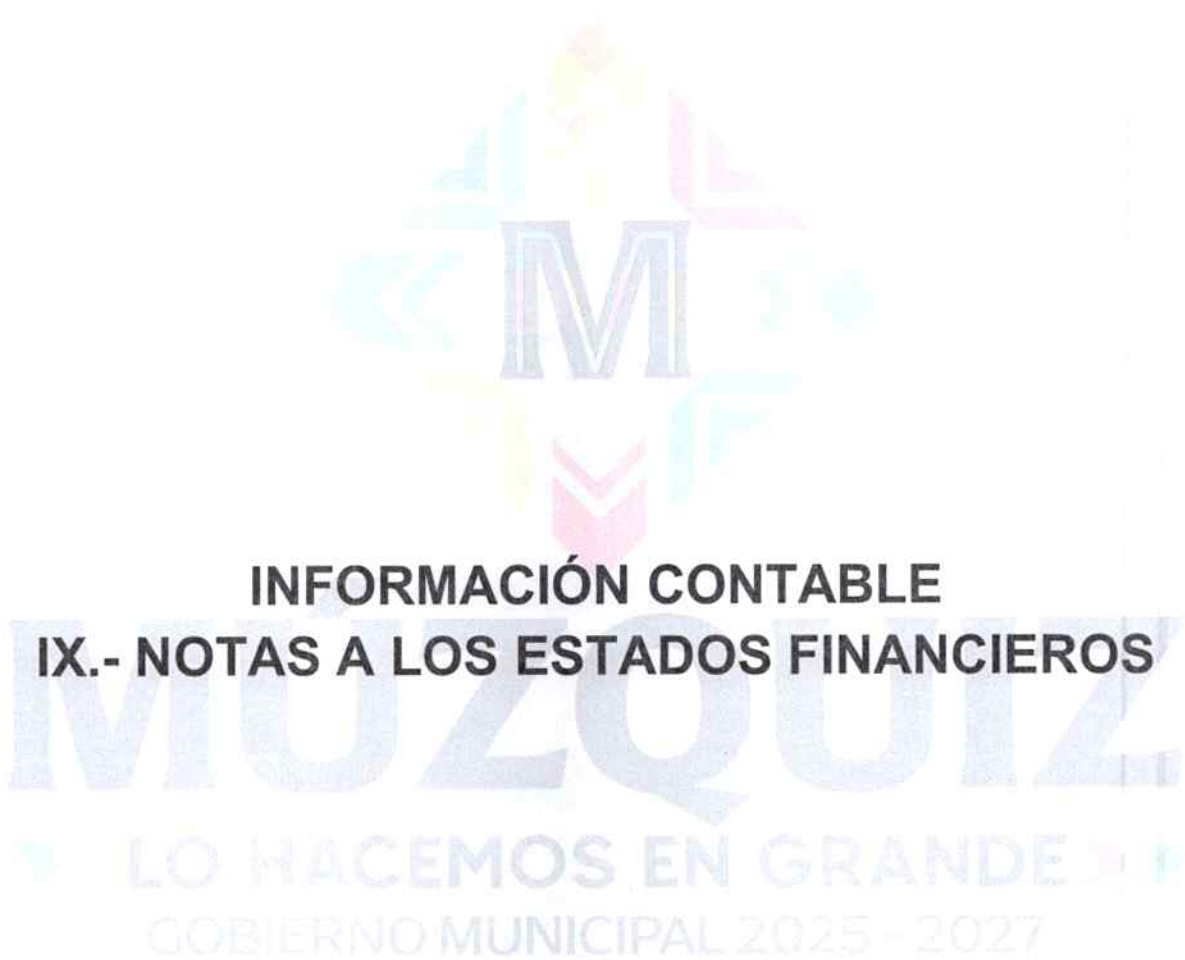 M
INFORMACIÓN CONTABLE
IX.- NOTAS A LOS ESTADOS FINANCIEROS
MÚZQUIZ
LO HACEMOS EN GRANDE
GOBIERNO MUNICIPAL 2025 - 2027